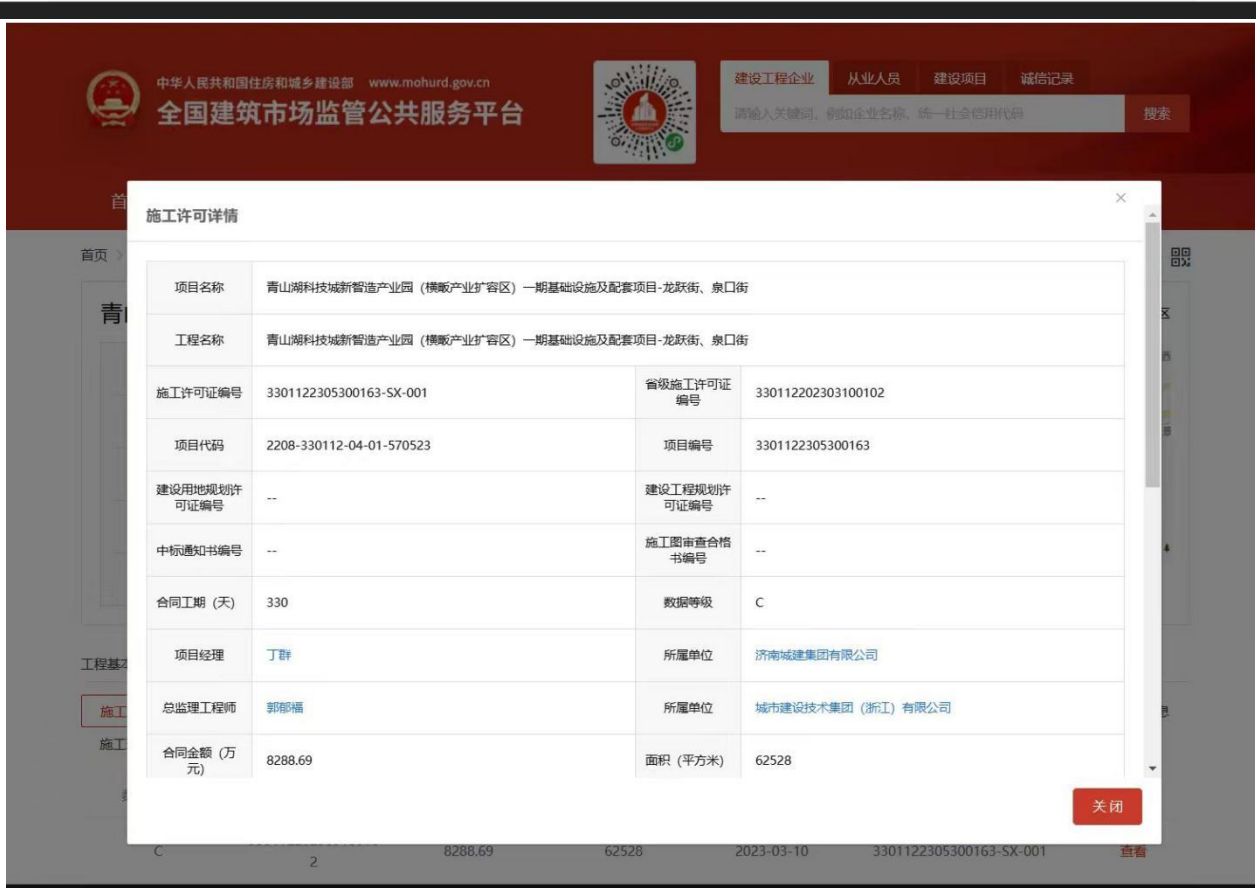 中华人民共和国住房和城乡建设部 www.mohurd.gov.cn
全国建筑市场监管公共服务平台
建设工程企业 从业人员 建设项目 诚信记录
请输入关键词，例如企业名称、统一社会信用代码 搜索
首
施工许可详情 ×
首页 >
项目名称 青山湖科技城新智造产业园（横畈产业扩容区）一期基础设施及配套项目-龙跃街、泉口街
青
工程名称 青山湖科技城新智造产业园（横畈产业扩容区）一期基础设施及配套项目-龙跃街、泉口街
施工许可证编号 3301122305300163-SX-001 省级施工许可证
编号 330112202303100102
项目代码 2208-330112-04-01-570523 项目编号 3301122305300163
建设用地规划许
可证编号 -- 建设工程规划许
可证编号 --
中标通知书编号 -- 施工图审查合格
书编号 --
合同工期（天） 330 数据等级 C
项目经理 丁群 所属单位 济南城建集团有限公司
工程基本
总监理工程师 郭郁福 所属单位 城市建设技术集团（浙江）有限公司
施工
施工
合同金额（万
元） 8288.69 面积（平方米） 62528
关闭
C 2 8288.69 62528 2023-03-10 3301122305300163-SX-001 查看